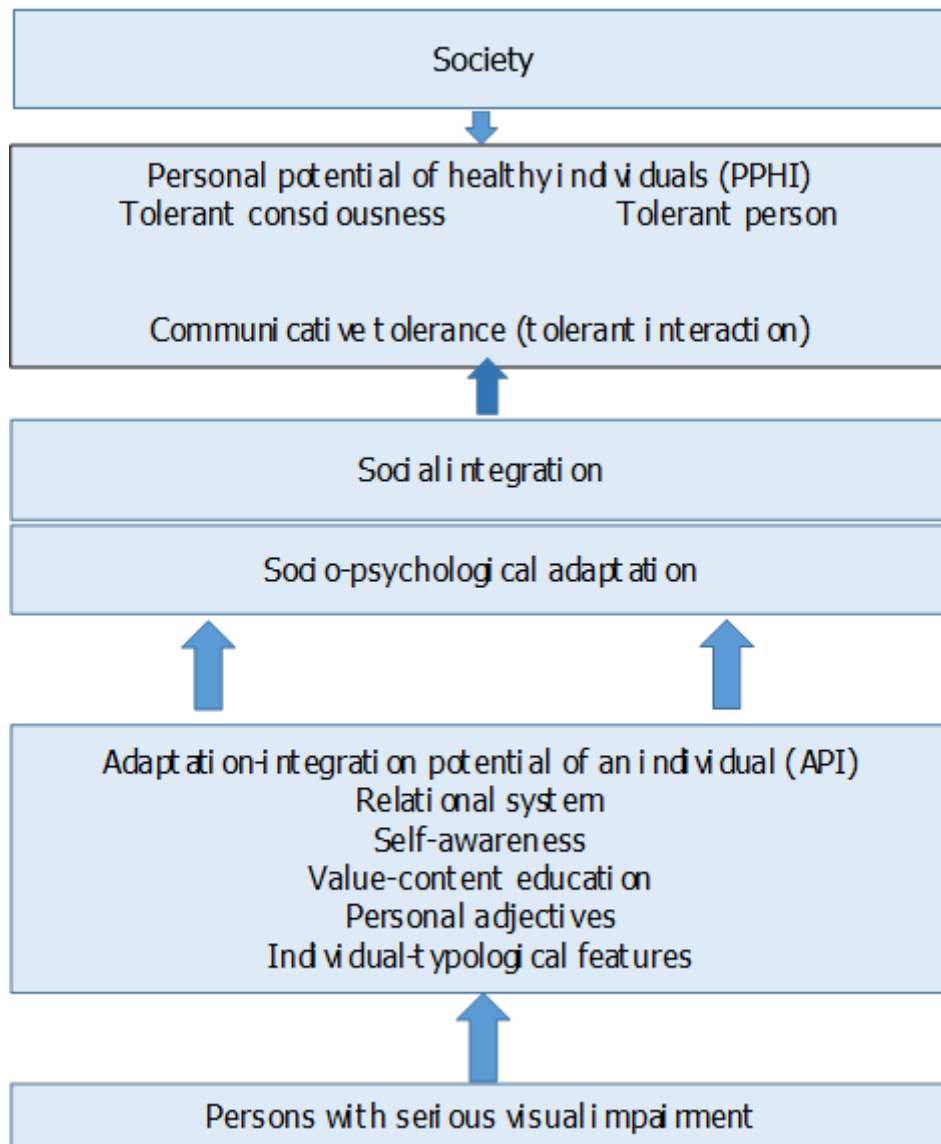 Society
Personal potential of healthy individuals (PPHI)
Tolerant consciousness Tolerant person
Communicative tolerance (tolerant interaction)
Social integration
Socio-psychological adaptation
Adaptation-integration potential of an individual (API)
Relational system
Self-awareness
Value-content education
Personal adjectives
Individual-typological features
Persons with serious visual impairment